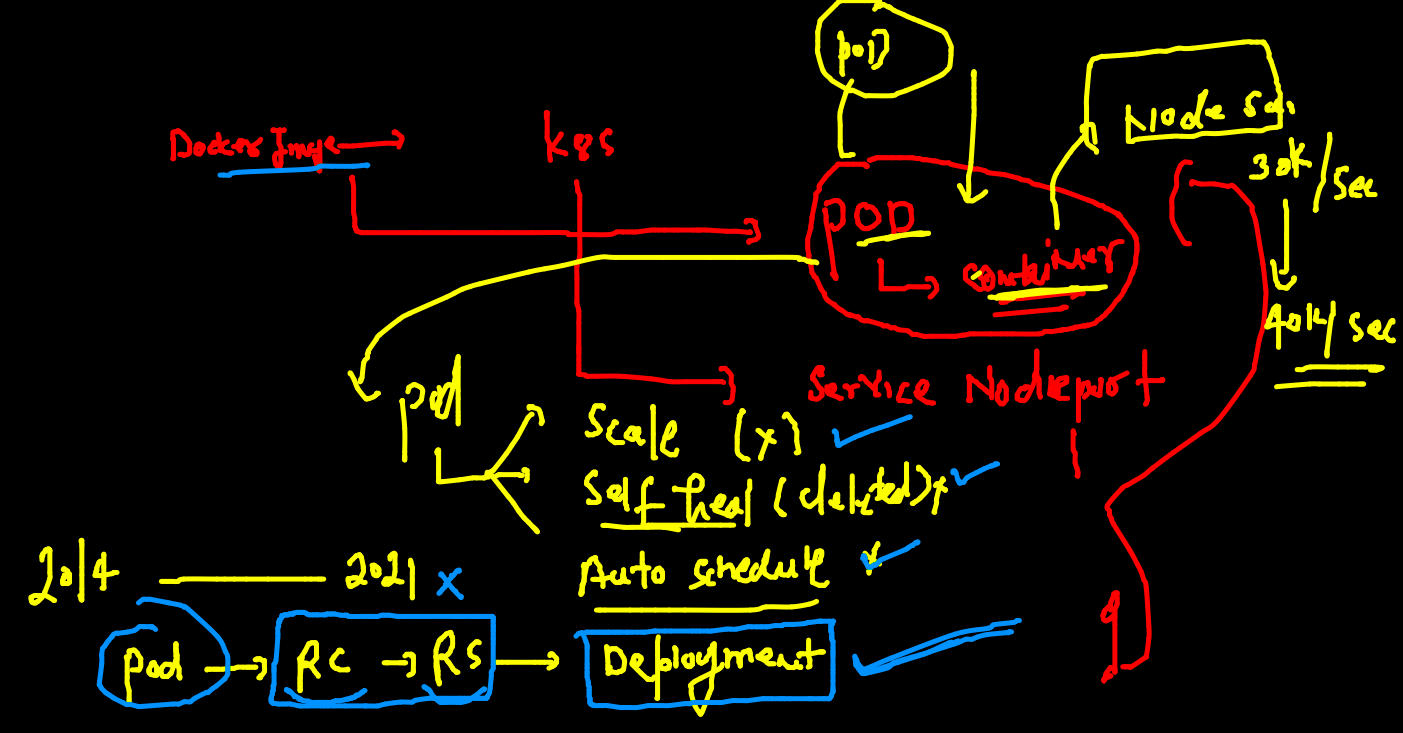 pod
Node
Docker Image
k8s
30k/sec
POD
container
40k/sec
Service Nodeport
pod
Scale (x)
Self heal (deleted) x
Auto schedule x
2014 2021 x
Pod → RC → RS → Deployment